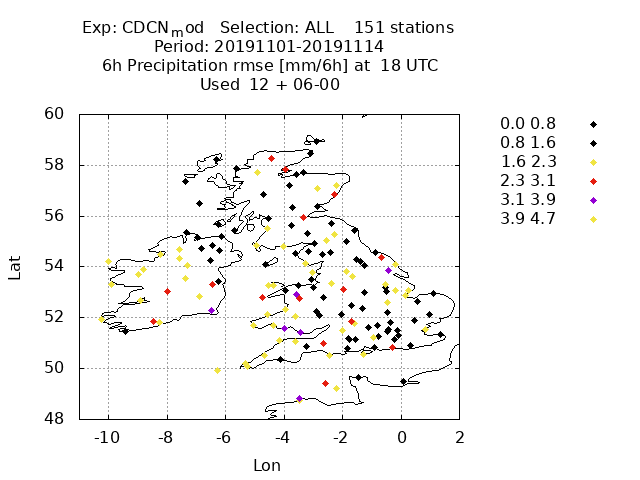 Exp: CDCNmod Selection: ALL 151 stations
Period: 20191101-20191114
6h Precipitation rmse [mm/6h] at 18 UTC
Used 12 + 06-00
60
58
56
54
52
50
48
Lat
-10 -8 -6 -4 -2 0 2
Lon
0.0 0.8
0.8 1.6
1.6 2.3
2.3 3.1
3.1 3.9
3.9 4.7